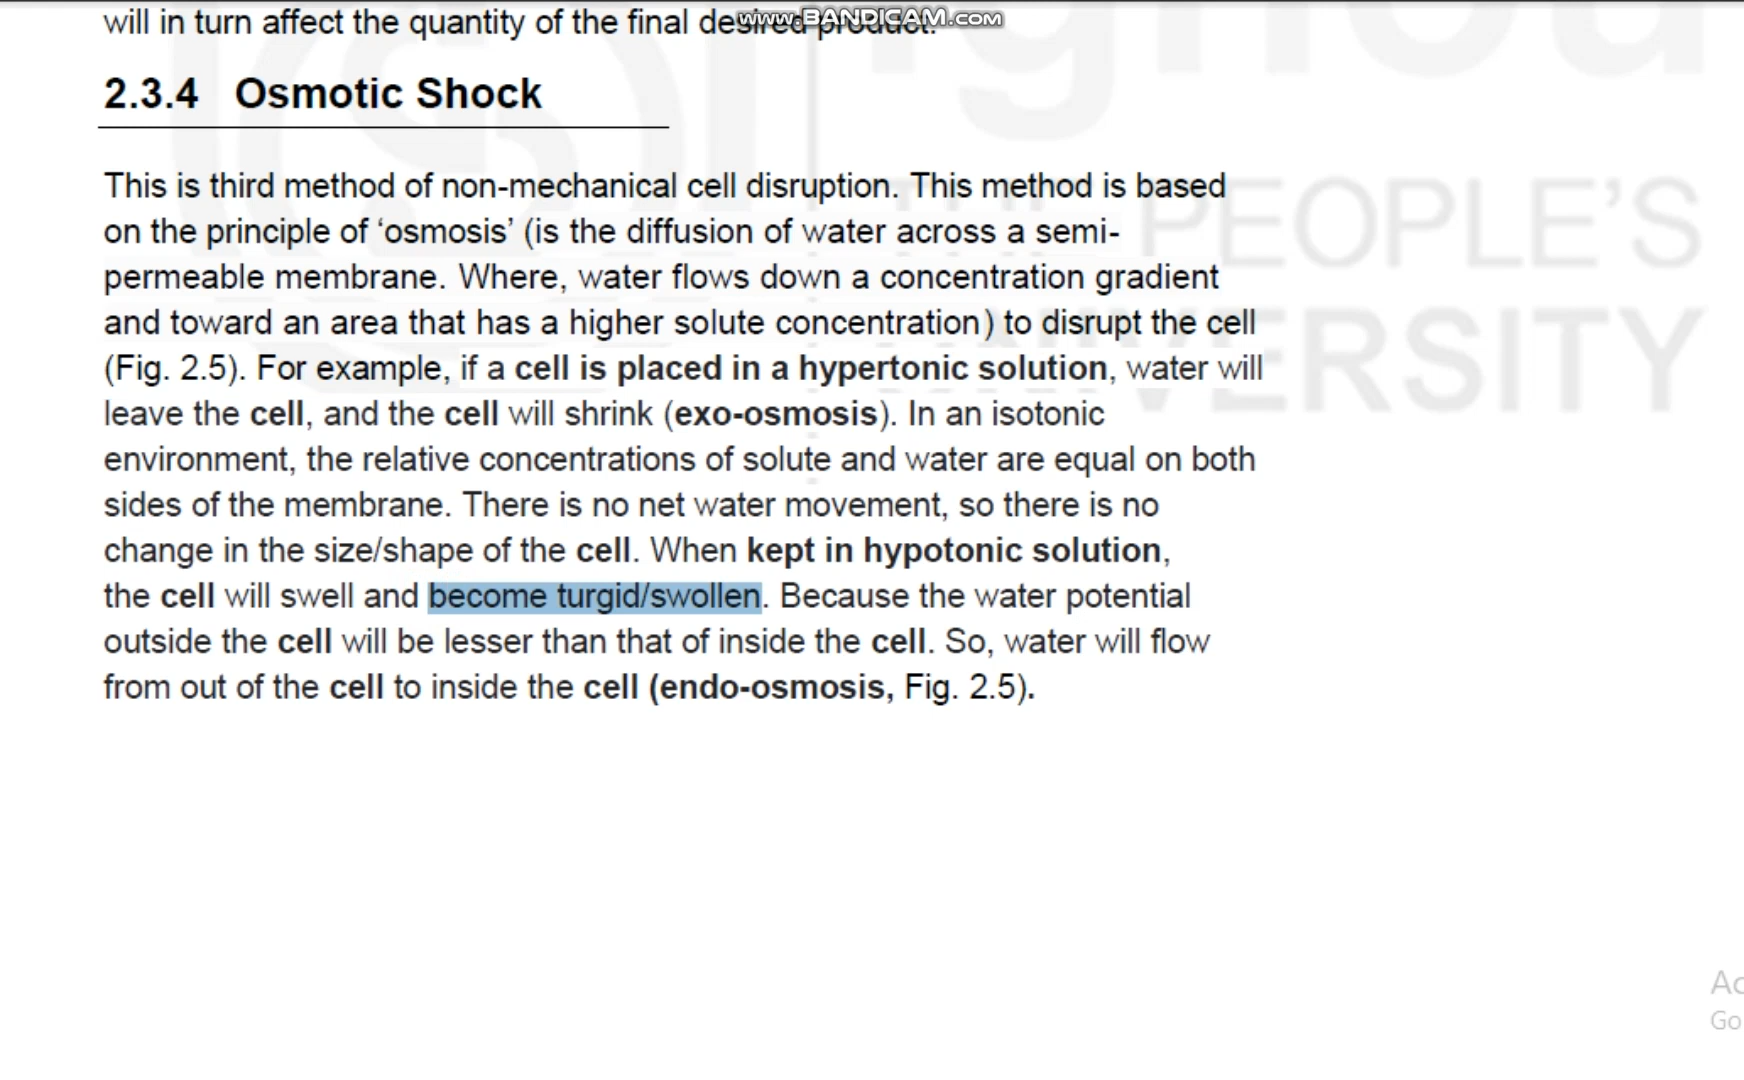 www.BANDICAM.com
will in turn affect the quantity of the final desired product.
2.3.4 Osmotic Shock
This is third method of non-mechanical cell disruption. This method is based
on the principle of ‘osmosis’ (is the diffusion of water across a semi-
permeable membrane. Where, water flows down a concentration gradient
and toward an area that has a higher solute concentration) to disrupt the cell
(Fig. 2.5). For example, if a cell is placed in a hypertonic solution, water will
leave the cell, and the cell will shrink (exo-osmosis). In an isotonic
environment, the relative concentrations of solute and water are equal on both
sides of the membrane. There is no net water movement, so there is no
change in the size/shape of the cell. When kept in hypotonic solution,
the cell will swell and become turgid/swollen. Because the water potential
outside the cell will be lesser than that of inside the cell. So, water will flow
from out of the cell to inside the cell (endo-osmosis, Fig. 2.5).
PEOPLE’S
Go